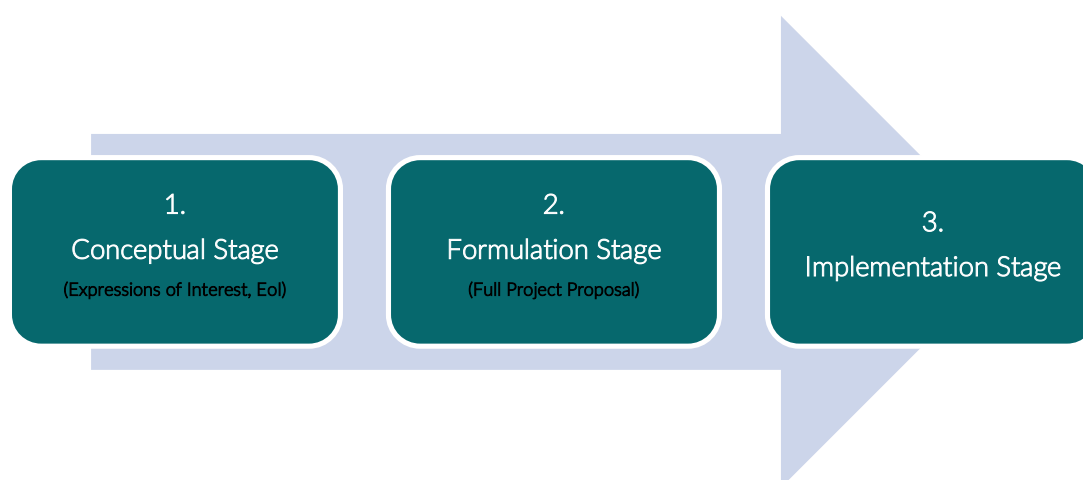 1.
Conceptual Stage
(Expressions of Interest, EoI)
2.
Formulation Stage
(Full Project Proposal)
3.
Implementation Stage